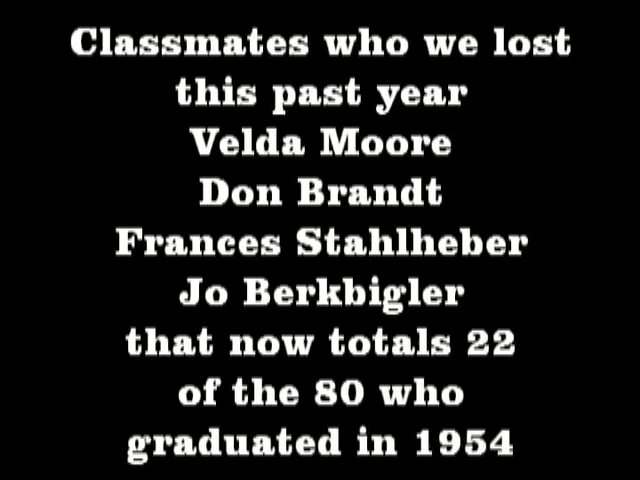 Classmates who we lost
this past year
Velda Moore
Don Brandt
Frances Stahlheber
Jo Berkbigler
that now totals 22
of the 80 who
graduated in 1954